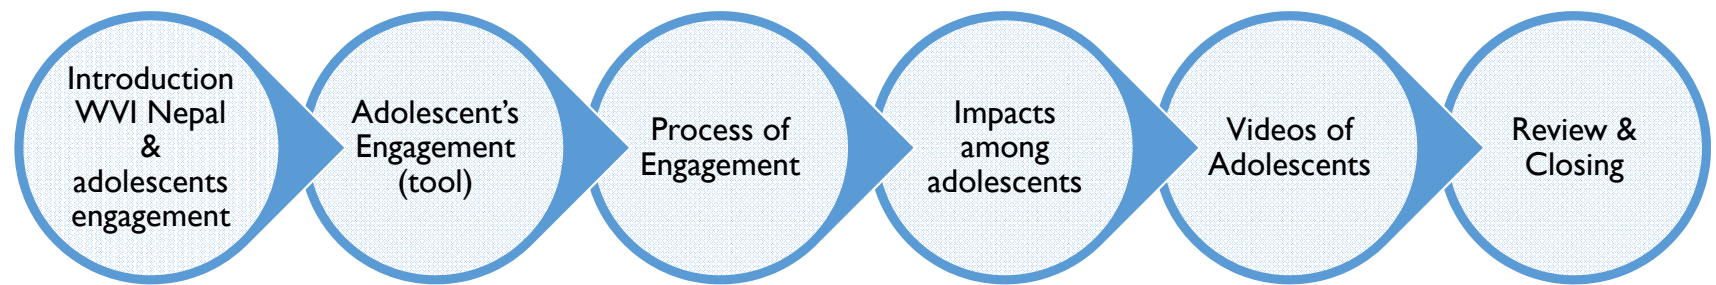 Introduction
WVI Nepal
&
adolescents
engagement
Adolescent’s
Engagement
(tool)
Process of
Engagement
Impacts
among
adolescents
Videos of
Adolescents
Review &
Closing